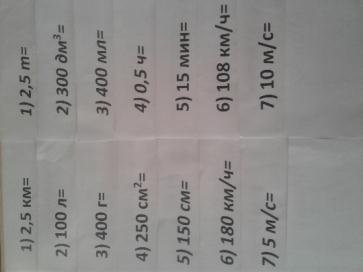 1) 2,5 км=
2) 100 л=
3) 400 г=
4) 250 см²=
5) 150 см=
6) 180 км/ч=
7) 5 м/с=
1) 2,5 т=
2) 300 дм³=
3) 400 мл=
4) 0,5 ч=
5) 15 мин=
6) 108 км/ч=
7) 10 м/с=